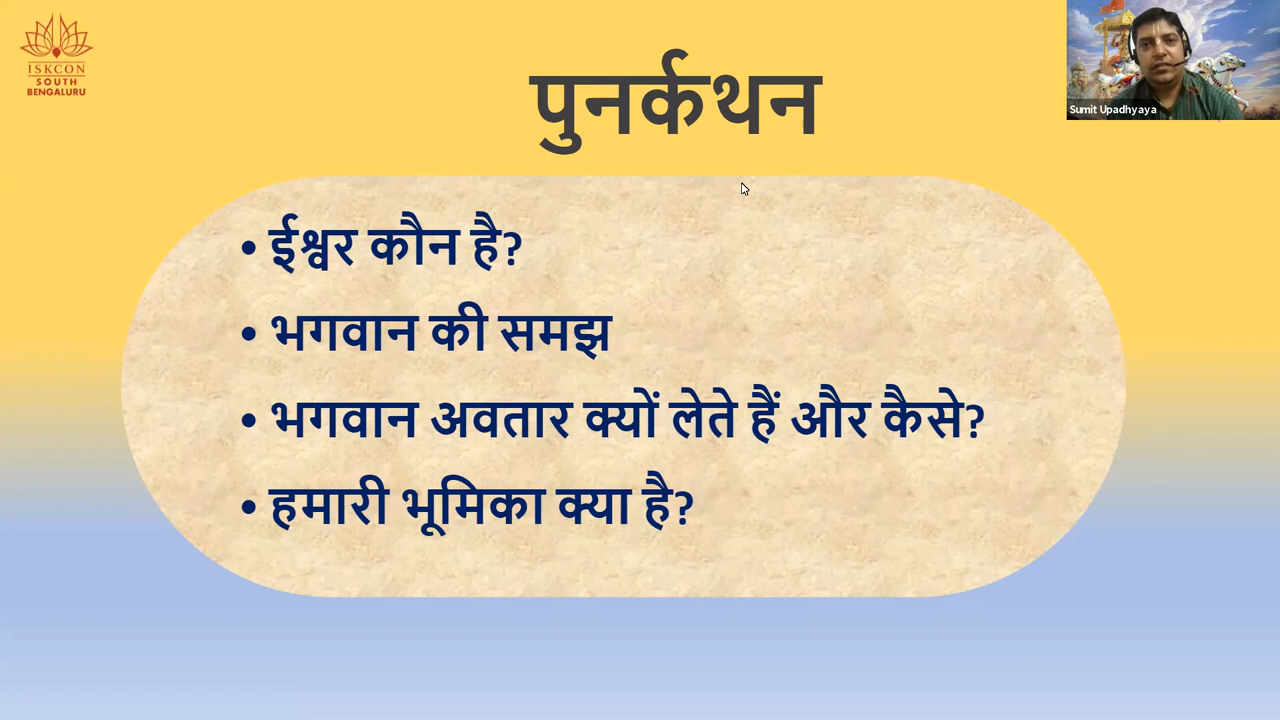 ISKCON
SOUTH
BENGALURU
पुनर्कथन
Sumit Upadhyaya
• ईश्वर कौन है?
• भगवान की समझ
• भगवान अवतार क्यों लेते हैं और कैसे?
• हमारी भूमिका क्या है?